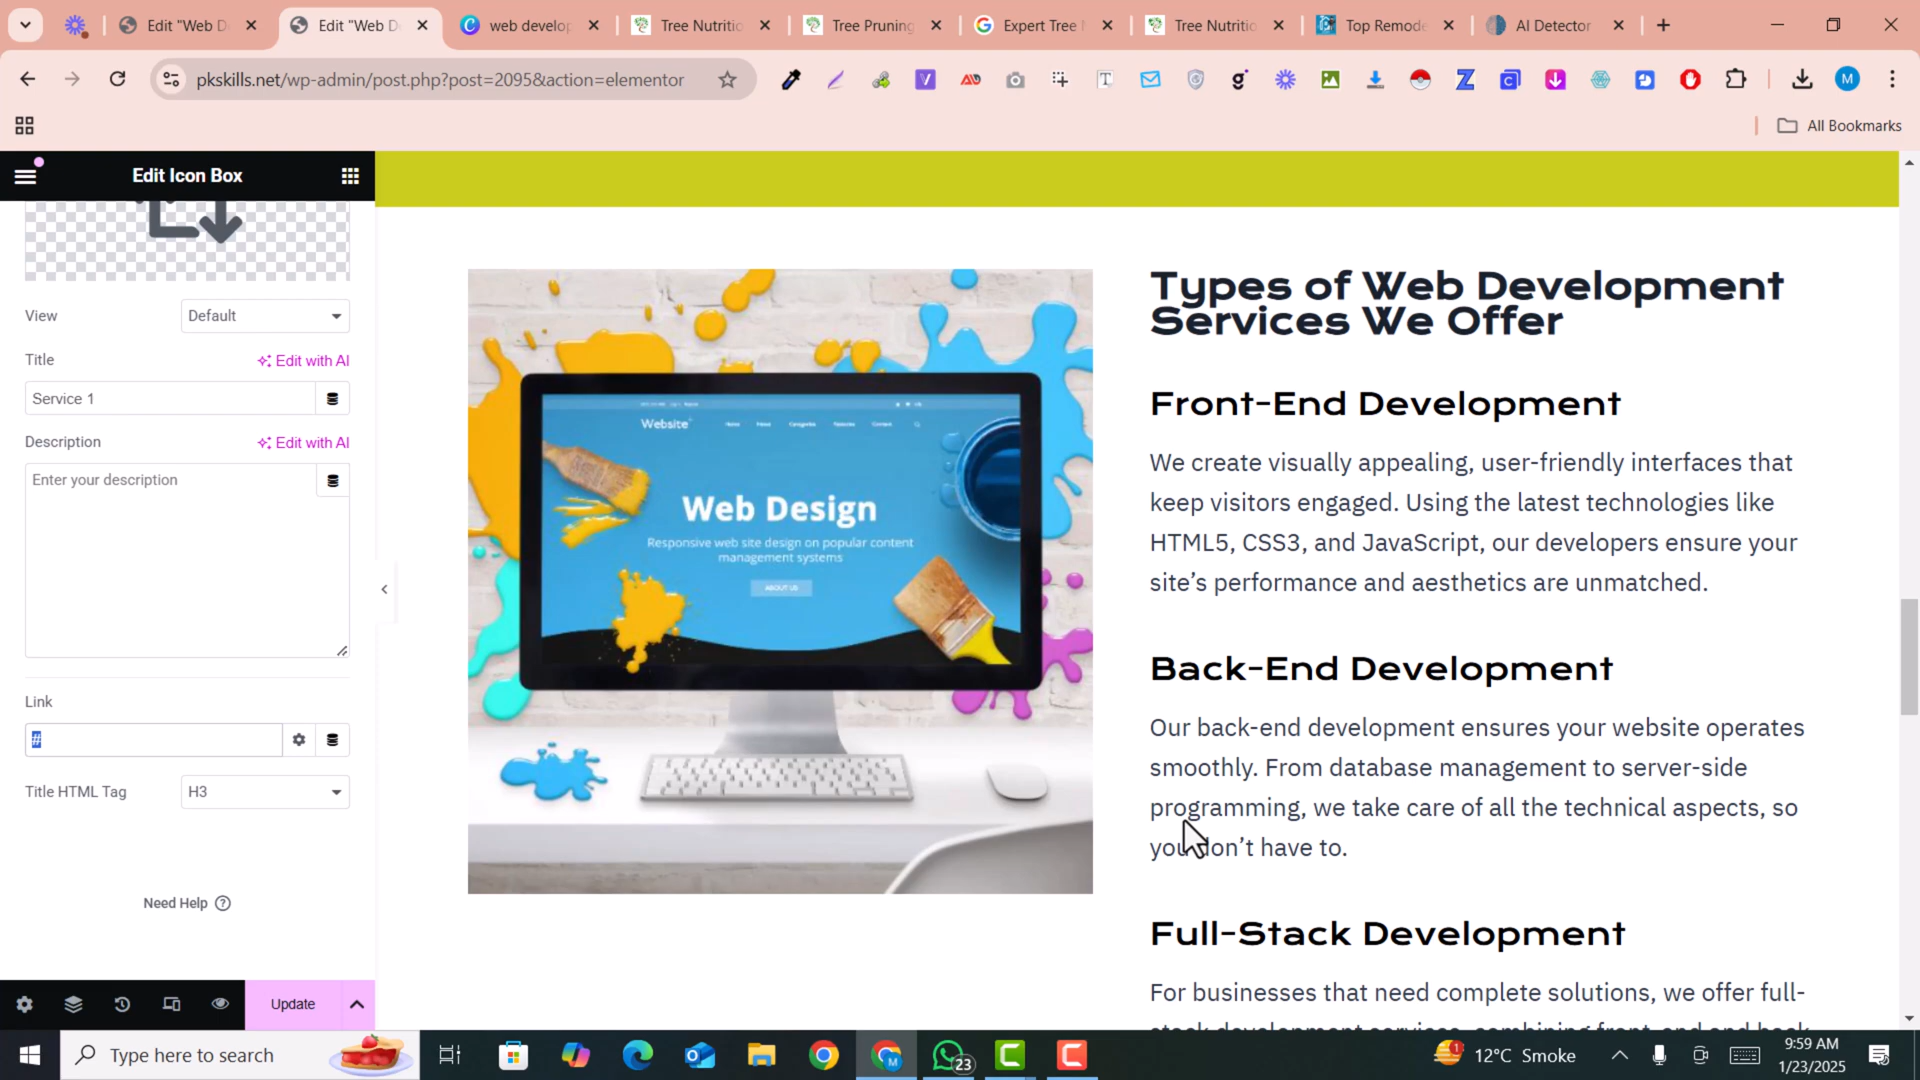 Edit "Web D
Edit "Web D
web develop
Tree Nutritio
Tree Pruning
Expert Tree
Tree Nutritio
Top Remode
AI Detector
pkskills.net/wp-admin/post.php?post=2095&action=elementor
M
All Bookmarks
Edit Icon Box
View
Default
Title
Edit with AI
Service 1
Description
Edit with AI
Enter your description
Link
#
Title HTML Tag
H3
Need Help
Update
Website
Web Design
Responsive web site design on popular content
management systems
ABOUT US
Types of Web Development
Services We Offer
Front-End Development
We create visually appealing, user-friendly interfaces that
keep visitors engaged. Using the latest technologies like
HTML5, CSS3, and JavaScript, our developers ensure your
site’s performance and aesthetics are unmatched.
Back-End Development
Our back-end development ensures your website operates
smoothly. From database management to server-side
programming, we take care of all the technical aspects, so
you don’t have to.
Full-Stack Development
For businesses that need complete solutions, we offer full-
stack development services, combining front-end and back-
Type here to search
23
12°C Smoke
9:59 AM
1/23/2025